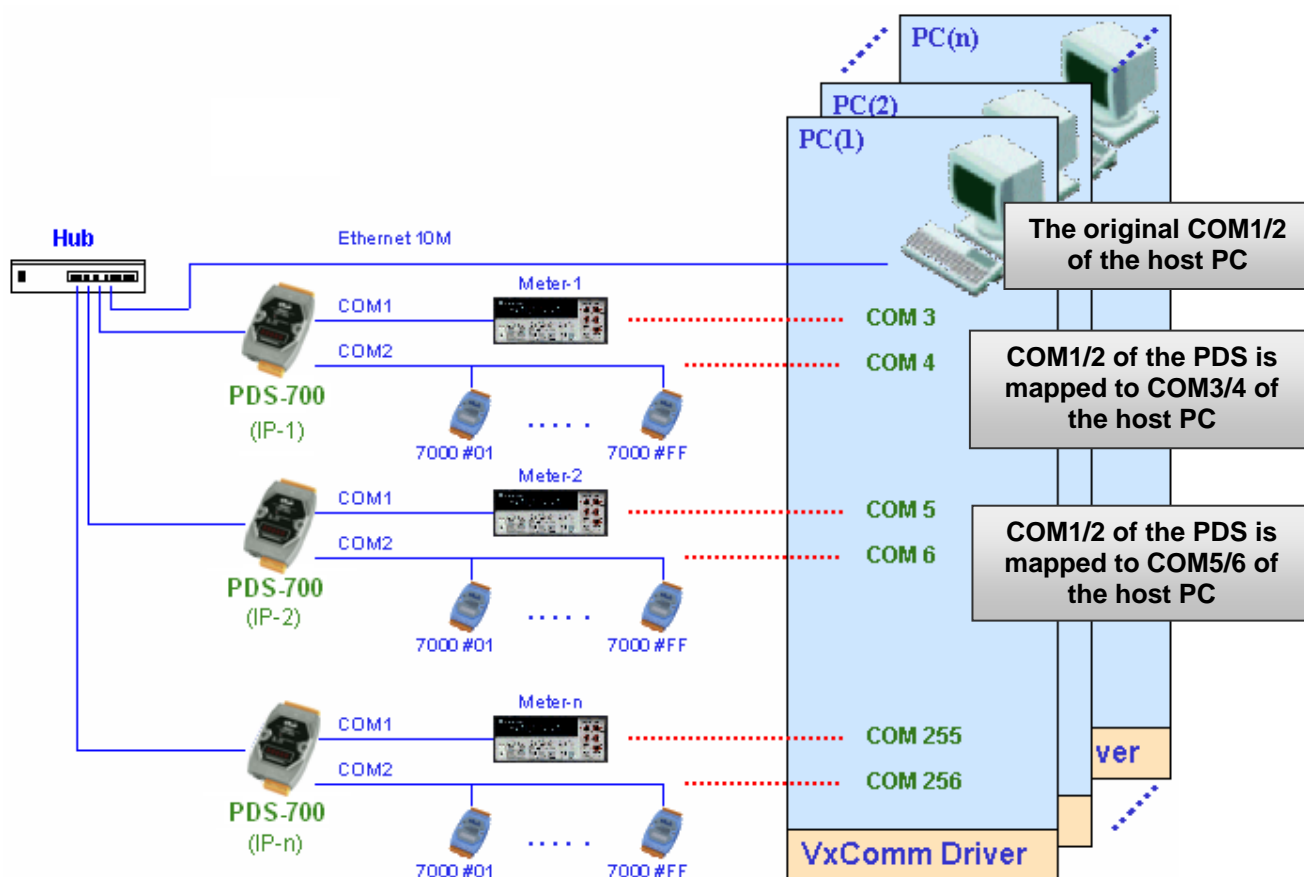 PC(n)
PC(2)
PC(1)
The original COM1/2
of the host PC
Hub
Ethernet 10M
COM1
Meter-1
COM 3
COM2
COM 4
PDS-700
(IP-1)
7000 #01
7000 #FF
COM1/2 of the PDS is
mapped to COM3/4 of
the host PC
COM1
Meter-2
COM 5
COM2
COM 6
PDS-700
(IP-2)
7000 #01
7000 #FF
COM1/2 of the PDS is
mapped to COM5/6 of
the host PC
COM1
Meter-n
COM 255
COM2
COM 256
PDS-700
(IP-n)
7000 #01
7000 #FF
ver
VxComm Driver